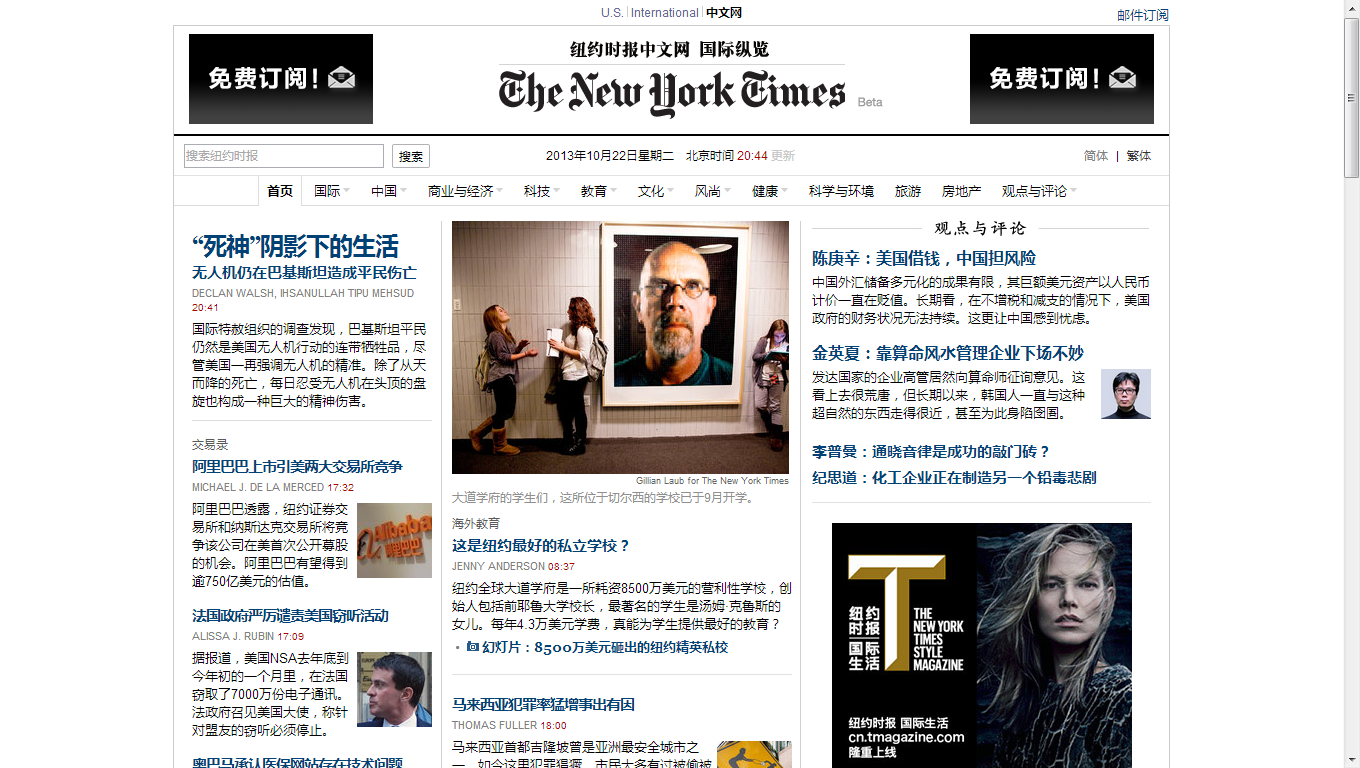 U.S. International 中文网
邮件订阅
免费订阅!
纽约时报中文网 国际纵览
The New York Times
Beta
免费订阅!
搜索纽约时报
搜索
2013年10月22日星期二 北京时间 20:44 更新
简体 | 繁体
首页 国际 中国 商业与经济 科技 教育 文化 风尚 健康 科学与环境 旅游 房地产 观点与评论
“死神”阴影下的生活
无人机仍在巴基斯坦造成平民伤亡
DECLAN WALSH, IHSANULLAH TIPU MEHSUD
20:41
国际特赦组织的调查发现，巴基斯坦平民
仍然是美国无人机行动的连带牺牲品，尽
管美国一再强调无人机的精准。除了从天
而降的死亡，每日忍受无人机在头顶的盘
旋也构成一种巨大的精神伤害。
交易录
阿里巴巴上市引美两大交易所竞争
MICHAEL J. DE LA MERCED 17:32
阿里巴巴透露，纽约证券交
易所和纳斯达克交易所将竞
争该公司在美首次公开募股
的机会。阿里巴巴有望得到
逾750亿美元的估值。
Alibaba
阿里巴巴
法国政府严厉谴责美国窃听活动
ALISSA J. RUBIN 17:09
据报道，美国NSA去年底到
今年初的一个月里，在法国
窃取了7000万份电子通讯。
法政府召见美国大使，称针
对盟友的窃听必须停止。
奥巴马承认医保网站存在技术问题
Gillian Laub for The New York Times
大道学府的学生们，这所位于切尔西的学校已于9月开学。
海外教育
这是纽约最好的私立学校？
JENNY ANDERSON 08:37
纽约全球大道学府是一所耗资8500万美元的营利性学校，创
始人包括前耶鲁大学校长，最著名的学生是汤姆·克鲁斯的
女儿。每年4.3万美元学费，真能为学生提供最好的教育？
幻灯片：8500万美元砸出的纽约精英私校
马来西亚犯罪率猛增事出有因
THOMAS FULLER 18:00
马来西亚首都吉隆坡曾是亚洲最安全城市之
一，如今这里犯罪猖獗，市民大多有过被偷被
观点与评论
陈庚辛：美国借钱，中国担风险
中国外汇储备多元化的成果有限，其巨额美元资产以人民币
计价一直在贬值。长期看，在不增税和减支的情况下，美国
政府的财务状况无法持续。这更让中国感到忧虑。
金英夏：靠算命风水管理企业下场不妙
发达国家的企业高管居然向算命师征询意见。这
看上去很荒唐，但长期以来，韩国人一直与这种
超自然的东西走得很近，甚至为此身陷囹圄。
李普曼：通晓音律是成功的敲门砖？
纪思道：化工企业正在制造另一个铅毒悲剧
T
纽约
时报
国际
生活
THE
NEW YORK
TIMES
STYLE
MAGAZINE
纽约时报 国际生活
cn.tmagazine.com
隆重上线